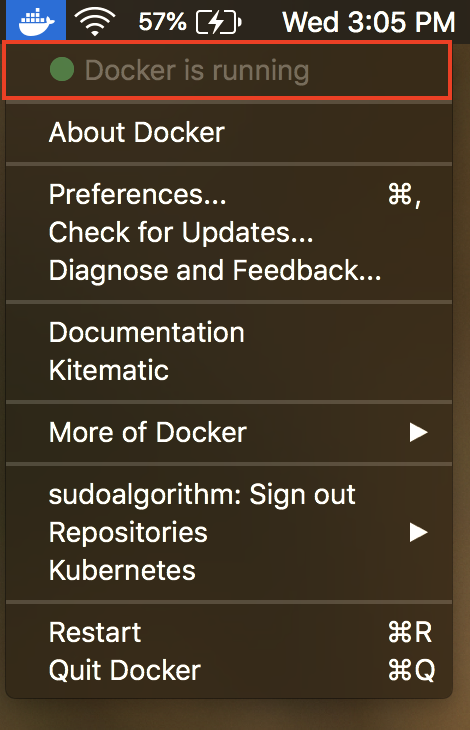 57% Wed 3:05 PM
Docker is running
About Docker
Preferences... ⌘,
Check for Updates...
Diagnose and Feedback...
Documentation
Kitematic
More of Docker ▶
sudoalgorithm: Sign out
Repositories ▶
Kubernetes
Restart ⌘R
Quit Docker ⌘Q